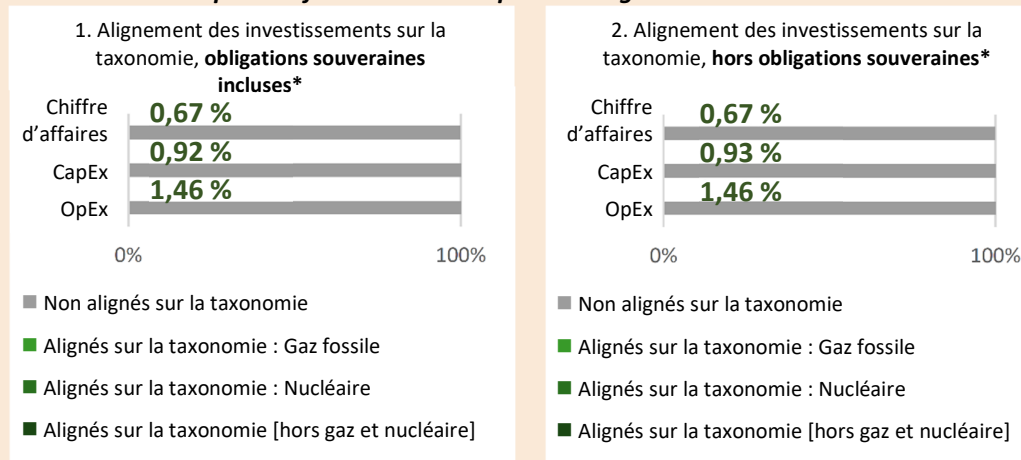 1. Alignement des investissements sur la
taxonomie, obligations souveraines
incluses*
Chiffre
d'affaires
0,67 %
CapEx
0,92 %
OpEx
1,46 %
0%
100%
Non alignés sur la taxonomie
Alignés sur la taxonomie : Gaz fossile
Alignés sur la taxonomie : Nucléaire
Alignés sur la taxonomie [hors gaz et nucléaire]
2. Alignement des investissements sur la
taxonomie, hors obligations souveraines*
Chiffre
d'affaires
0,67 %
CapEx
0,93 %
OpEx
1,46 %
0%
100%
Non alignés sur la taxonomie
Alignés sur la taxonomie : Gaz fossile
Alignés sur la taxonomie : Nucléaire
Alignés sur la taxonomie [hors gaz et nucléaire]